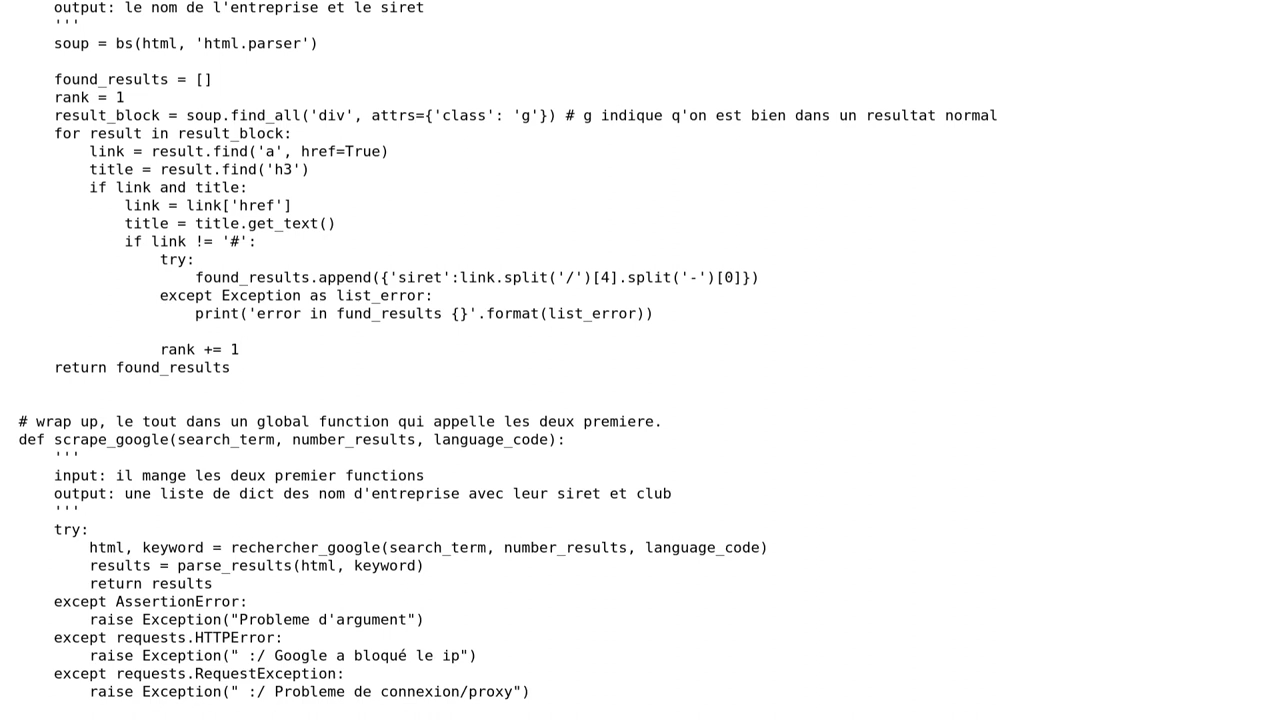 output: le nom de l'entreprise et le siret
    '''
    soup = bs(html, 'html.parser')

    found_results = []
    rank = 1
    result_block = soup.find_all('div', attrs={'class': 'g'}) # g indique q'on est bien dans un resultat normal
    for result in result_block:
        link = result.find('a', href=True)
        title = result.find('h3')
        if link and title:
            link = link['href']
            title = title.get_text()
            if link != '#':
                try:
                    found_results.append({'siret':link.split('/')[4].split('-')[0]})
                except Exception as list_error:
                    print('error in fund_results {}'.format(list_error))

                rank += 1
    return found_results


# wrap up, le tout dans un global function qui appelle les deux premiere.
def scrape_google(search_term, number_results, language_code):
    '''
    input: il mange les deux premier functions
    output: une liste de dict des nom d'entreprise avec leur siret et club
    '''
    try:
        html, keyword = rechercher_google(search_term, number_results, language_code)
        results = parse_results(html, keyword)
        return results
    except AssertionError:
        raise Exception("Probleme d'argument")
    except requests.HTTPError:
        raise Exception(" :/ Google a bloqué le ip")
    except requests.RequestException:
        raise Exception(" :/ Probleme de connexion/proxy")